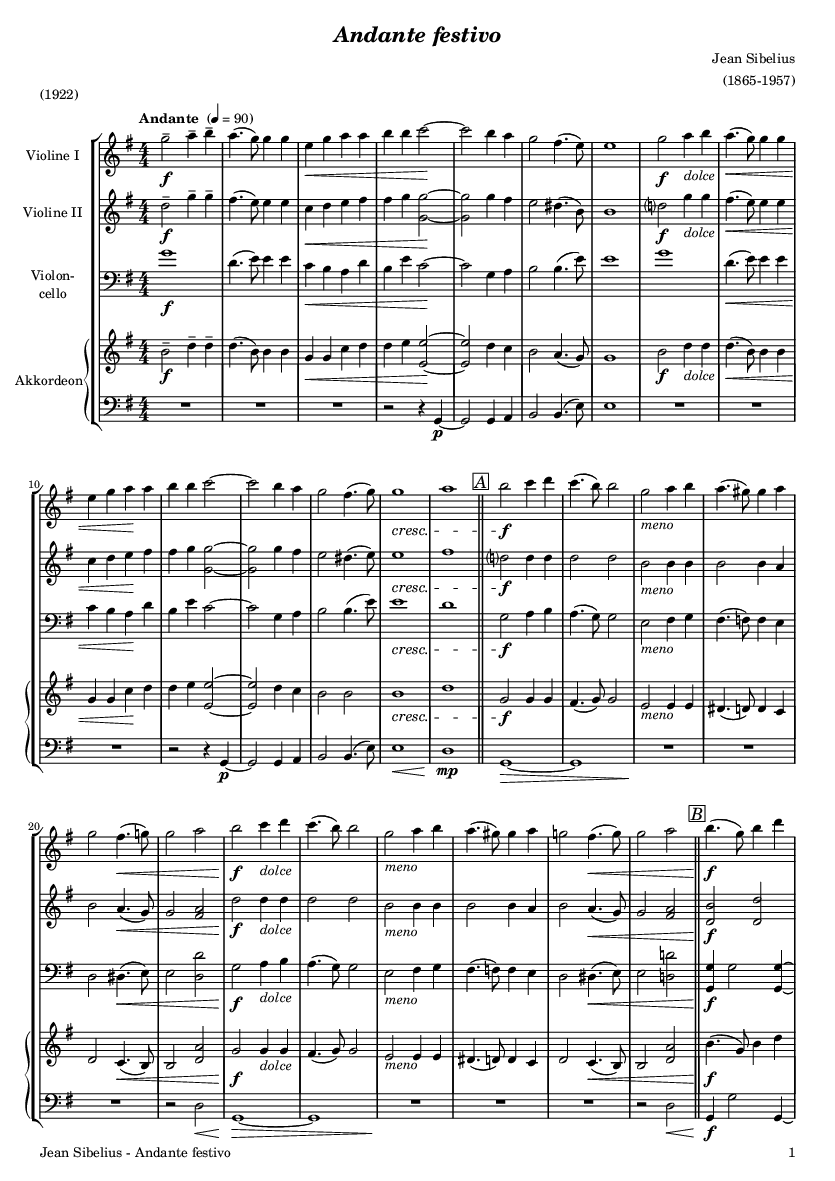 Andante festivo
Jean Sibelius
(1865-1957)
(1922)
Andante (♩ = 90)
Violine I
f dolce
Violine II
f f dolce
Violon-
cello
f
Akkordeon
f f dolce
p
10 A
cresc. f meno
cresc. f meno
cresc. f meno
cresc. f meno
p mp
20 B
f dolce meno f
f dolce meno f
f dolce meno f
f dolce meno f
f
Jean Sibelius - Andante festivo 1